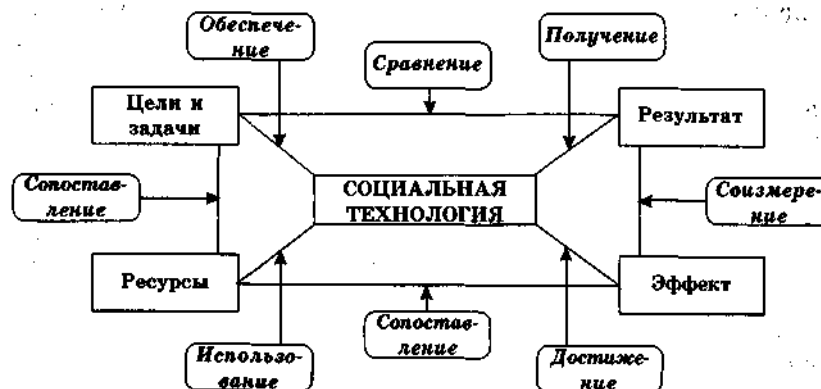 Обеспече-
ние
Получение
Сравнение
Цели и
задачи
Результат
Сопостав-
ление
СОЦИАЛЬНАЯ
ТЕХНОЛОГИЯ
Соизмере-
ние
Ресурсы
Эффект
Использо-
вание
Сопостав-
ление
Достиже-
ние